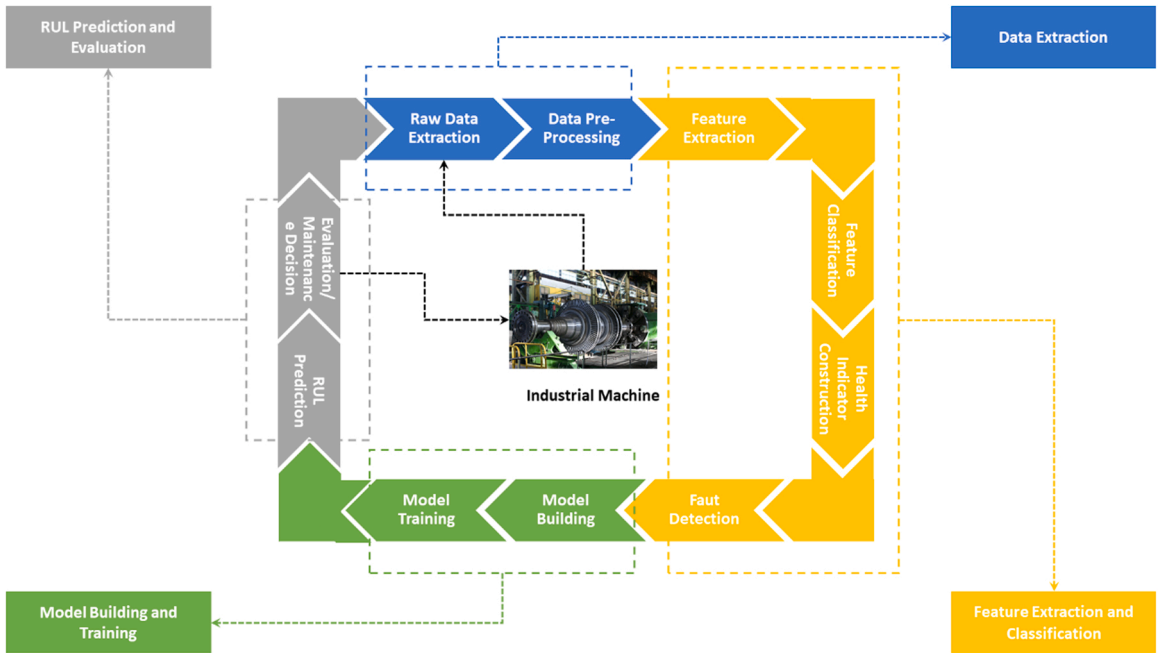 RUL Prediction and
Evaluation
Data Extraction
Raw Data
Extraction
Data Pre-
Processing
Feature
Extraction
Feature
Classification
Health
Indicator
Construction
Faut
Detection
Model
Building
Model
Training
RUL
Prediction
Evaluation/
Maintenanc
e Decision
Industrial Machine
Model Building and
Training
Feature Extraction and
Classification